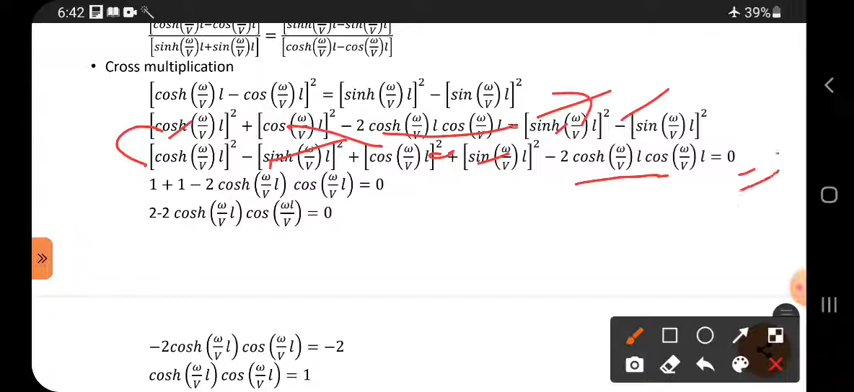 6:42 39%
[cosh(ω/V)l−cos(ω/V)l] / [sinh(ω/V)l+sin(ω/V)l] = [sinh(ω/V)l−sin(ω/V)l] / [cosh(ω/V)l−cos(ω/V)l]
• Cross multiplication
[cosh(ω/V)l − cos(ω/V)l]² = [sinh(ω/V)l]² − [sin(ω/V)l]²
[cosh(ω/V)l]² + [cos(ω/V)l]² − 2 cosh(ω/V)l cos(ω/V)l = [sinh(ω/V)l]² − [sin(ω/V)l]²
[cosh(ω/V)l]² − [sinh(ω/V)l]² + [cos(ω/V)l]² + [sin(ω/V)l]² − 2 cosh(ω/V)l cos(ω/V)l = 0
1 + 1 − 2 cosh(ω/V l) cos(ω/V l) = 0
2-2 cosh(ω/V l) cos(ωl/V) = 0
−2cosh(ω/V l) cos(ω/V l) = −2
cosh(ω/V l) cos(ω/V l) = 1